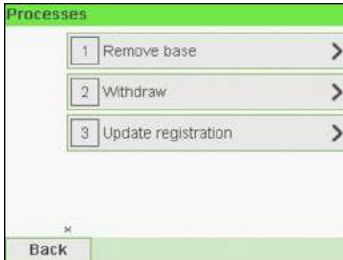 Processes
1 Remove base
2 Withdraw
3 Update registration
Back